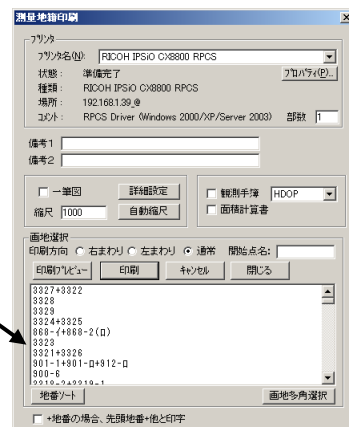 測量地籍印刷
プリンタ
プリンタ名(N): RICOH IPSiO CX8800 RPCS
状態： 準備完了 プロパティ(P)...
種類： RICOH IPSiO CX8800 RPCS
場所： 192.168.1.39_@
コメント： RPCS Driver (Windows 2000/XP/Server 2003) 部数 1
備考1
備考2
一筆図 詳細設定 観測手簿 HDOP
縮尺 1000 自動縮尺 面積計算書
画地選択
印刷方向 右まわり 左まわり 通常 開始点名:
印刷プレビュー 印刷 キャンセル 閉じる
3327+3322
3328
3329
3324+3325
868-イ+868-2(ロ)
3323
3321+3326
901-1+901-ロ+912-ロ
900-6
3318-2+3319-1
地番ソート 画地多角選択
+地番の場合、先頭地番+他と印字